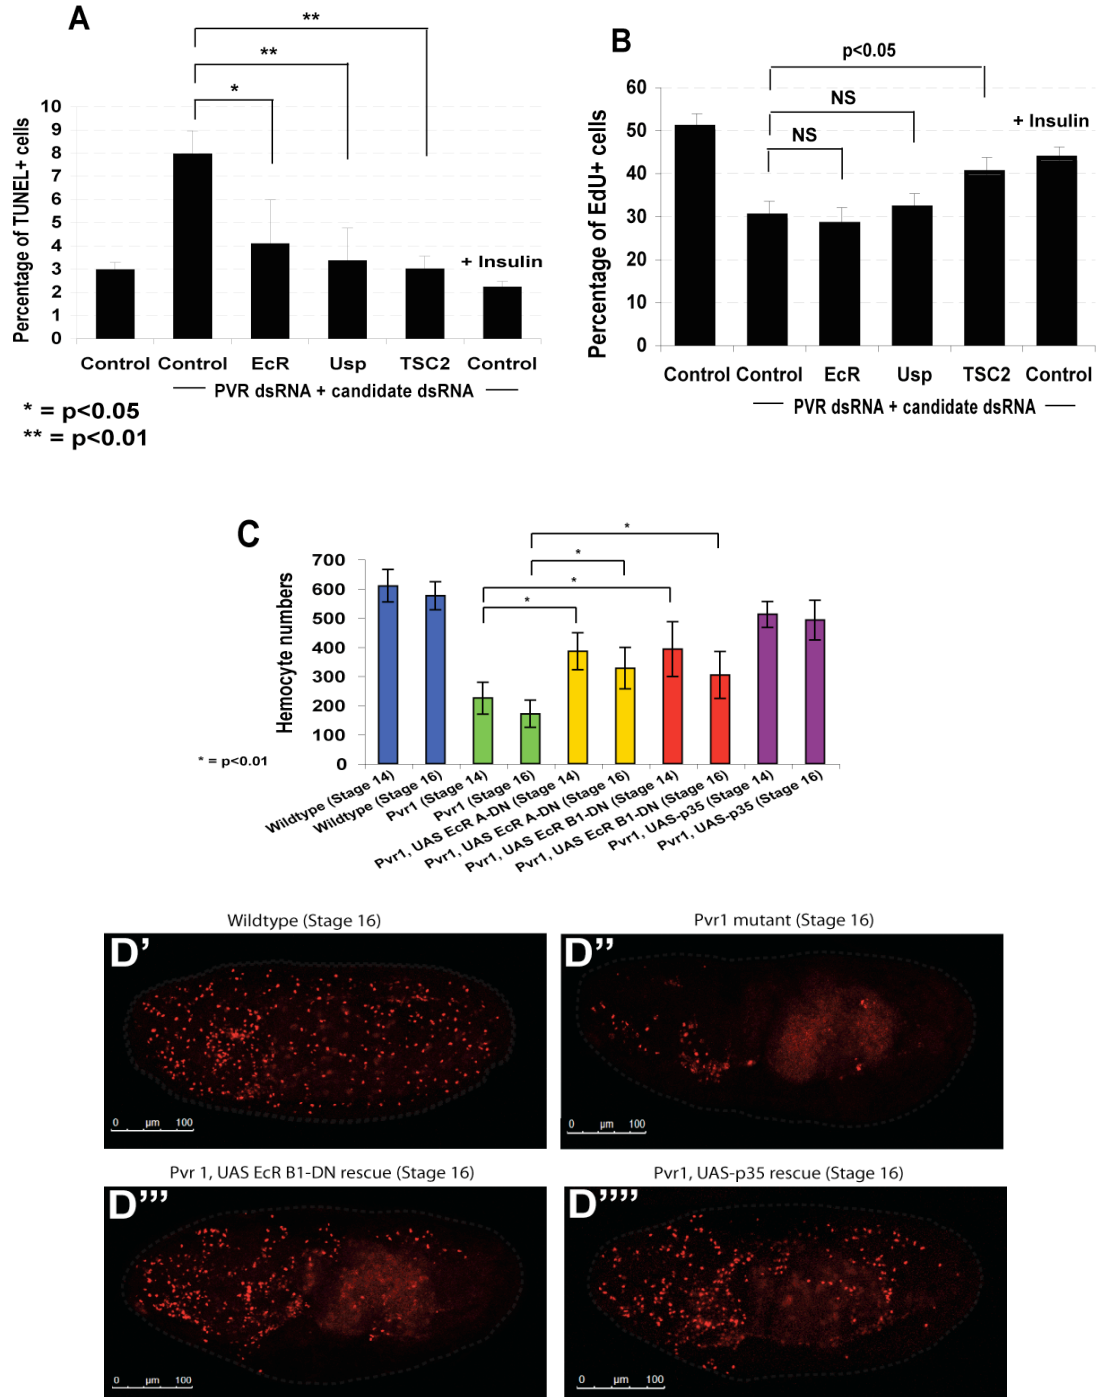 A
**
**
*
Percentage of TUNEL+ cells
10
9
8
7
6
5
4
3
2
1
0
+ Insulin
Control Control EcR Usp TSC2 Control
PVR dsRNA + candidate dsRNA
* = p<0.05
** = p<0.01
B
p<0.05
NS
NS
+ Insulin
Percentage of EdU+ cells
60
50
40
30
20
10
0
Control Control EcR Usp TSC2 Control
PVR dsRNA + candidate dsRNA
C
*
*
*
*
Hemocyte numbers
700
600
500
400
300
200
100
0
* = p<0.01
Wildtype (Stage 14)
Wildtype (Stage 16)
Pvr1 (Stage 14)
Pvr1 (Stage 16)
Pvr1, UAS EcR A-DN (Stage 14)
Pvr1, UAS EcR A-DN (Stage 16)
Pvr1, UAS EcR B1-DN (Stage 14)
Pvr1, UAS EcR B1-DN (Stage 16)
Pvr1, UAS-p35 (Stage 14)
Pvr1, UAS-p35 (Stage 16)
Wildtype (Stage 16)
D’
0 µm 100
Pvr1 mutant (Stage 16)
D’’
0 µm 100
Pvr 1, UAS EcR B1-DN rescue (Stage 16)
D’’’
0 µm 100
Pvr1, UAS-p35 rescue (Stage 16)
D’’’’
0 µm 100